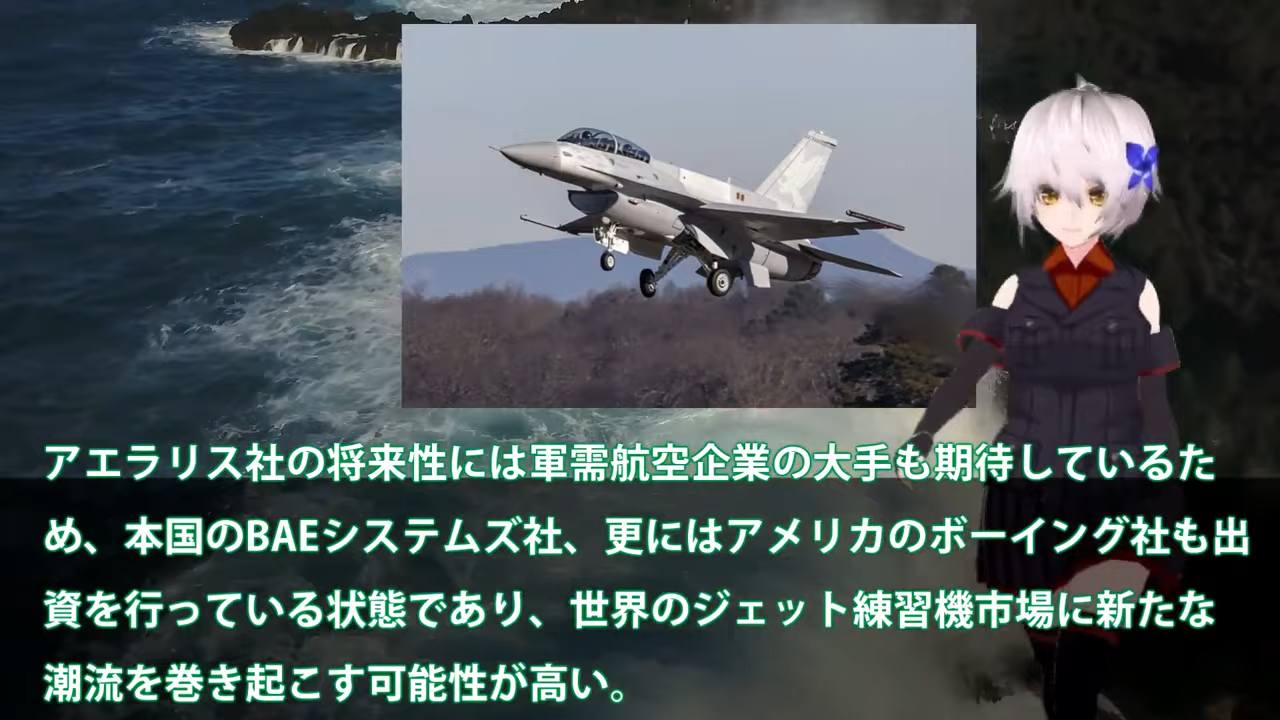 アエラリス社の将来性には軍需航空企業の大手も期待しているた
め、本国のBAEシステムズ社、更にはアメリカのボーイング社も出
資を行っている状態であり、世界のジェット練習機市場に新たな
潮流を巻き起こす可能性が高い。